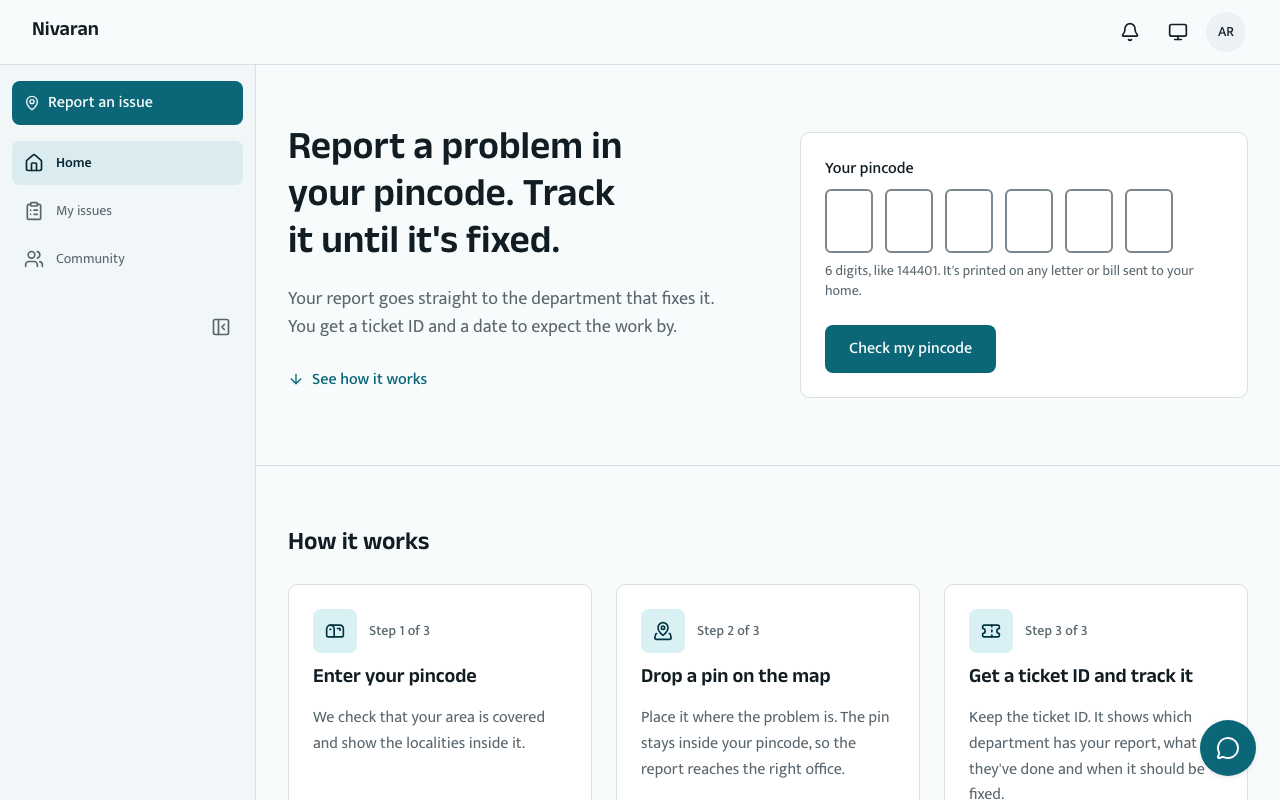 Nivaran
AR
Report an issue
Home
My issues
Community
Report a problem in
your pincode. Track
it until it's fixed.
Your report goes straight to the department that fixes it.
You get a ticket ID and a date to expect the work by.
See how it works
Your pincode
6 digits, like 144401. It's printed on any letter or bill sent to your
home.
Check my pincode
How it works
Step 1 of 3
Enter your pincode
We check that your area is covered
and show the localities inside it.
Step 2 of 3
Drop a pin on the map
Place it where the problem is. The pin
stays inside your pincode, so the
report reaches the right office.
Step 3 of 3
Get a ticket ID and track it
Keep the ticket ID. It shows which
department has your report, what
they've done and when it should be
fixed.